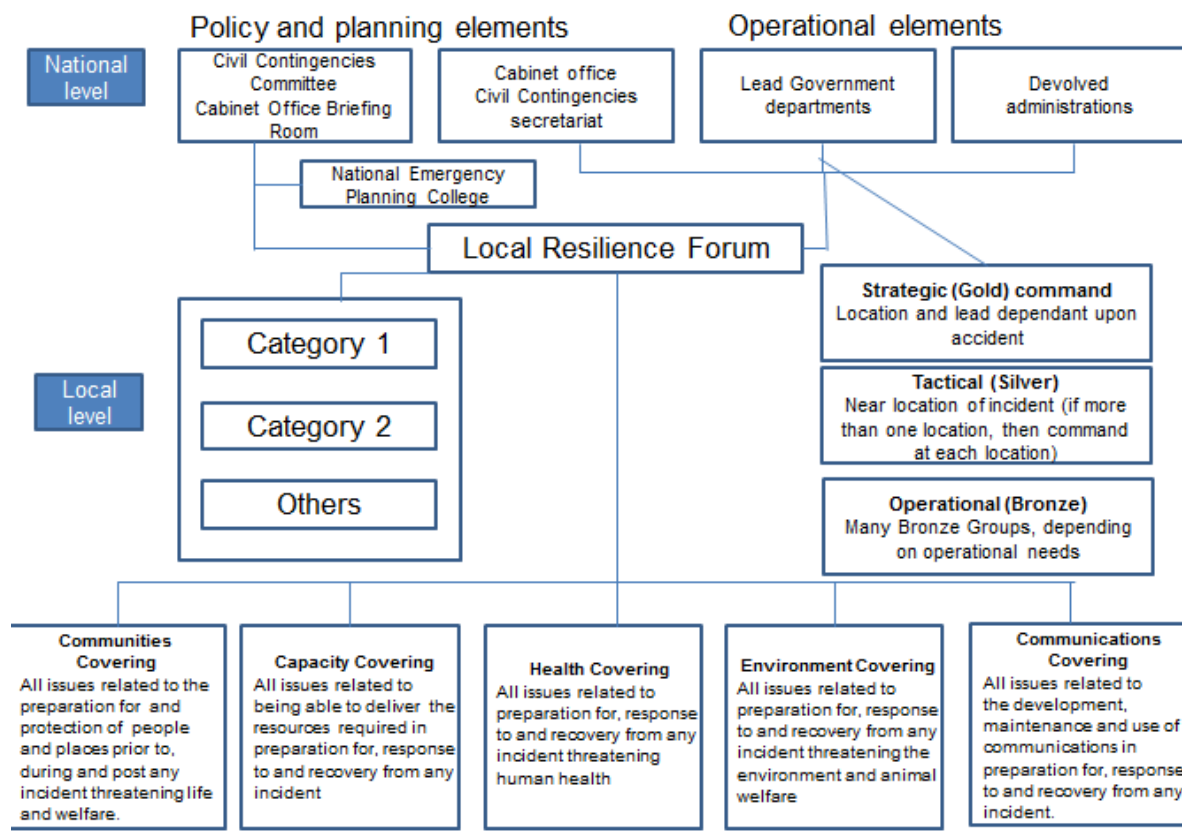 Policy and planning elements
Operational elements
National
level
Civil Contingencies
Committee
Cabinet Office Briefing
Room
Cabinet office
Civil Contingencies
secretariat
Lead Government
departments
Devolved
administrations
National Emergency
Planning College
Local Resilience Forum
Local
level
Category 1
Category 2
Others
Strategic (Gold) command
Location and lead dependant upon
accident
Tactical (Silver)
Near location of incident (if more
than one location, then command
at each location)
Operational (Bronze)
Many Bronze Groups, depending
on operational needs
Communities
Covering
All issues related to the
preparation for and
protection of people
and places prior to,
during and post any
incident threatening life
and welfare.
Capacity Covering
All issues related to
being able to deliver the
resources required in
preparation for, response
to and recovery from any
incident
Health Covering
All issues related to
preparation for, response
to and recovery from any
incident threatening
human health
Environment Covering
All issues related to
preparation for, response
to and recovery from any
incident threatening the
environment and animal
welfare
Communications
Covering
All issues related to
the development,
maintenance and use of
communications in
preparation for, response
to and recovery from any
incident.